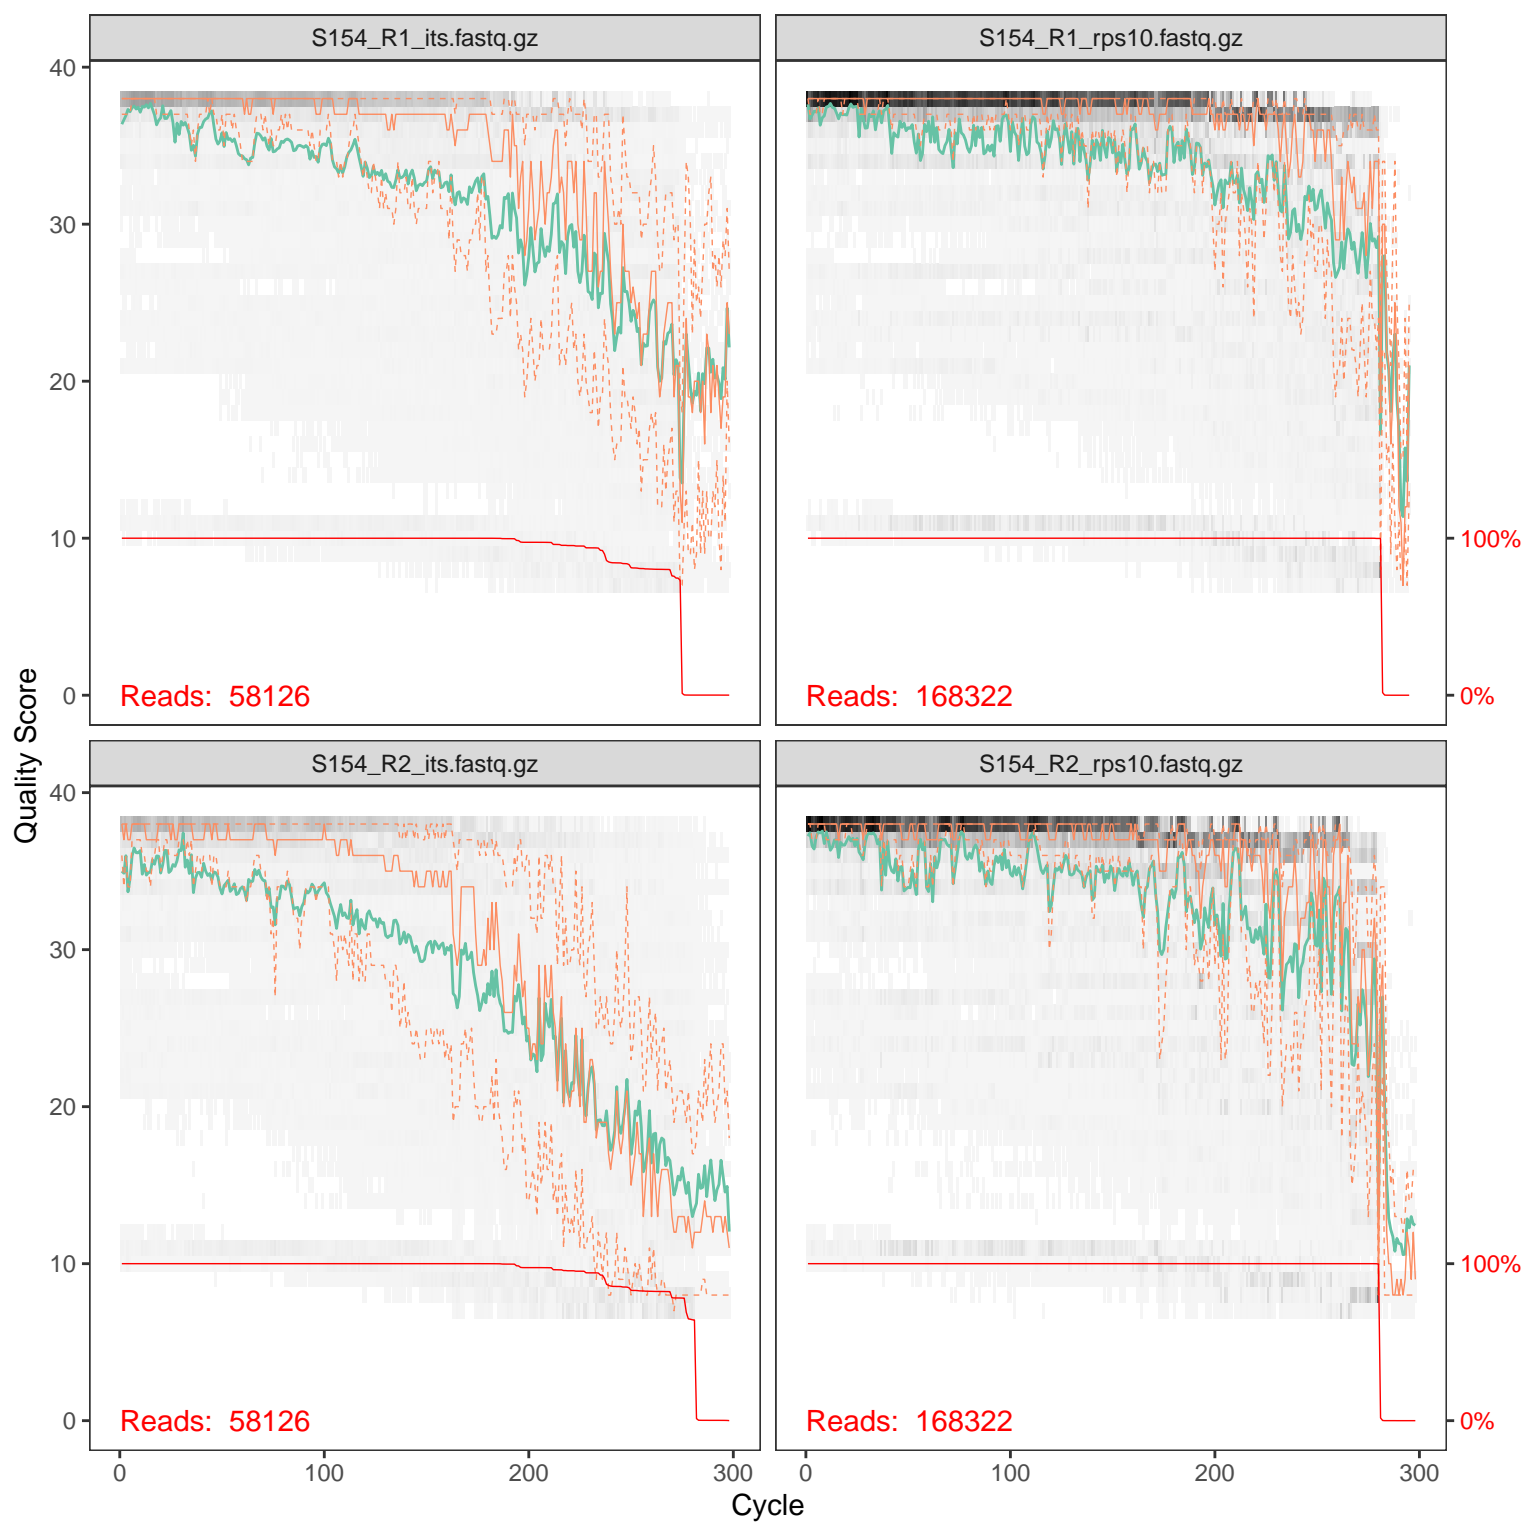 S154_R1_its.fastq.gz
S154_R1_rps10.fastq.gz
40
30
20
10
0
Reads: 58126
Reads: 168322
100%
0%
Quality Score
S154_R2_its.fastq.gz
S154_R2_rps10.fastq.gz
40
30
20
10
0
Reads: 58126
Reads: 168322
100%
0%
0 100 200 300
0 100 200 300
Cycle